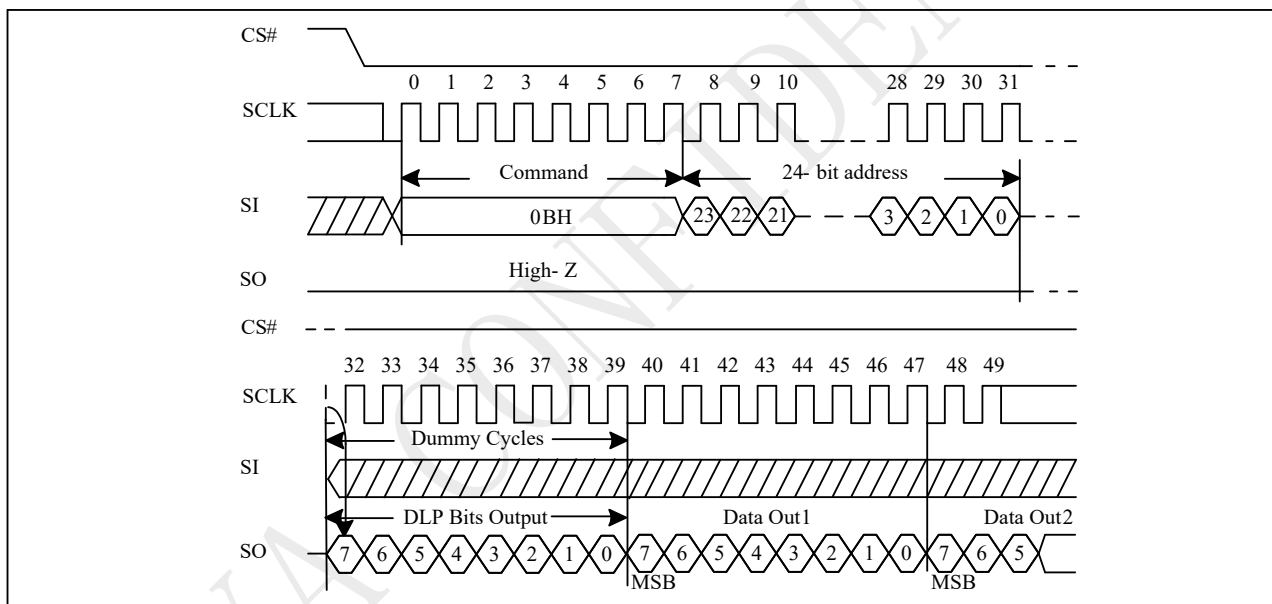 CS#
0 1 2 3 4 5 6 7 8 9 10 28 29 30 31
SCLK
Command 24- bit address
SI 0BH 23 22 21 3 2 1 0
High- Z
SO
CS#
32 33 34 35 36 37 38 39 40 41 42 43 44 45 46 47 48 49
SCLK
Dummy Cycles
SI
DLP Bits Output Data Out1 Data Out2
SO 7 6 5 4 3 2 1 0 7 6 5 4 3 2 1 0 7 6 5
MSB MSB